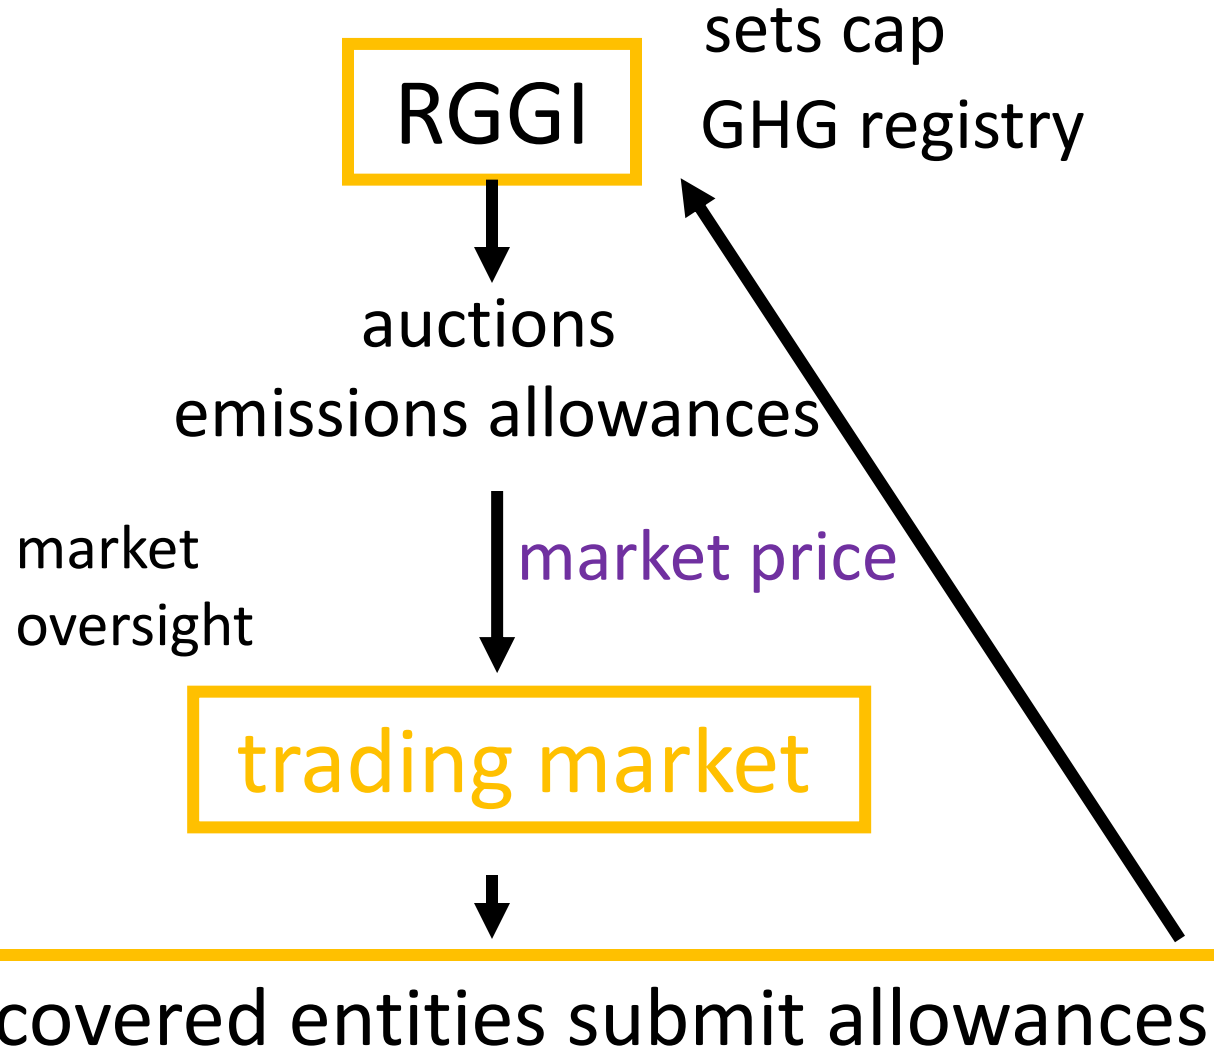 sets cap
RGGI
GHG registry
auctions
emissions allowances
market
oversight
market price
trading market
covered entities submit allowances